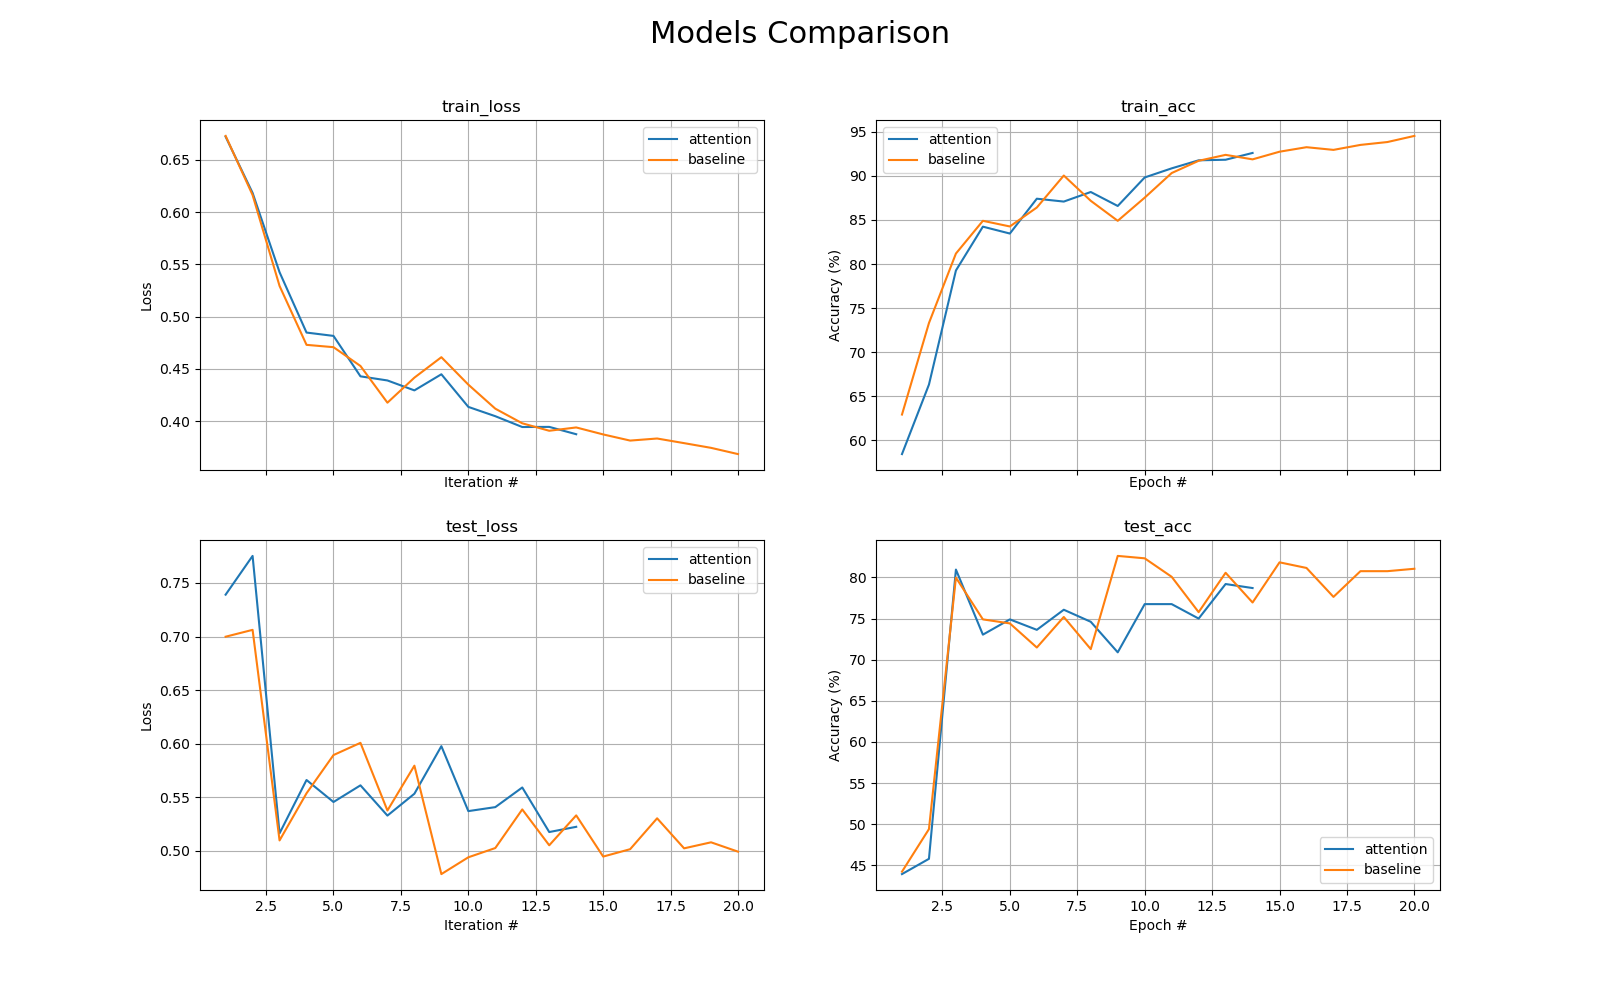 Models Comparison
train_loss
train_acc
attention
baseline
0.65
0.60
0.55
0.50
0.45
0.40
Loss
Iteration #
attention
baseline
95
90
85
80
75
70
65
60
Accuracy (%)
Epoch #
test_loss
test_acc
attention
baseline
0.75
0.70
0.65
0.60
0.55
0.50
Loss
2.5 5.0 7.5 10.0 12.5 15.0 17.5 20.0
Iteration #
80
75
70
65
60
55
50
45
Accuracy (%)
attention
baseline
2.5 5.0 7.5 10.0 12.5 15.0 17.5 20.0
Epoch #